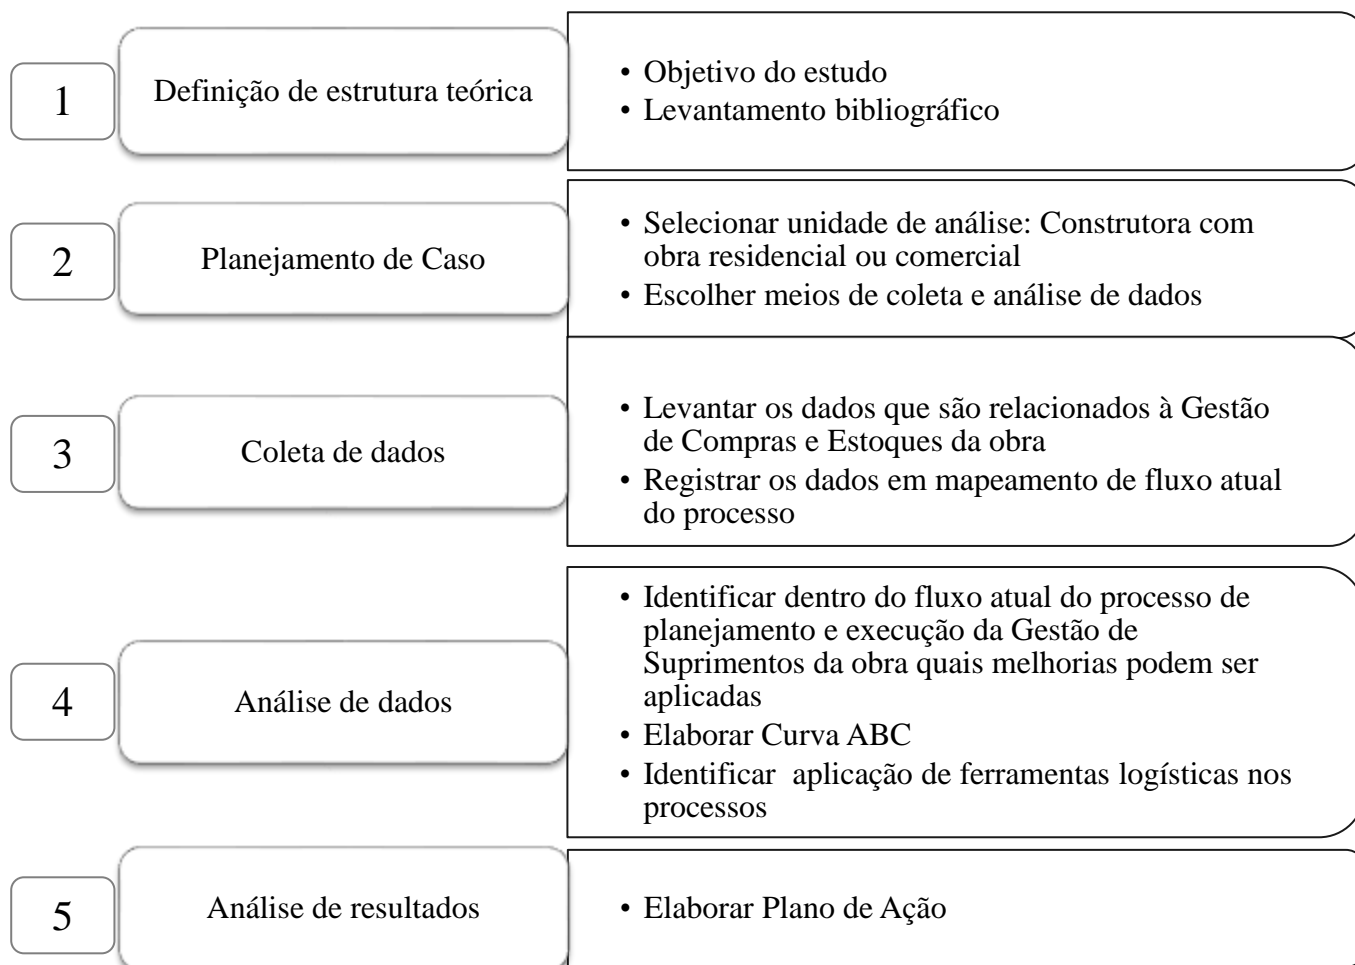 1
Definição de estrutura teórica
• Objetivo do estudo
• Levantamento bibliográfico
2
Planejamento de Caso
• Selecionar unidade de análise: Construtora com
obra residencial ou comercial
• Escolher meios de coleta e análise de dados
3
Coleta de dados
• Levantar os dados que são relacionados à Gestão
de Compras e Estoques da obra
• Registrar os dados em mapeamento de fluxo atual
do processo
4
Análise de dados
• Identificar dentro do fluxo atual do processo de
planejamento e execução da Gestão de
Suprimentos da obra quais melhorias podem ser
aplicadas
• Elaborar Curva ABC
• Identificar  aplicação de ferramentas logísticas nos
processos
5
Análise de resultados
• Elaborar Plano de Ação